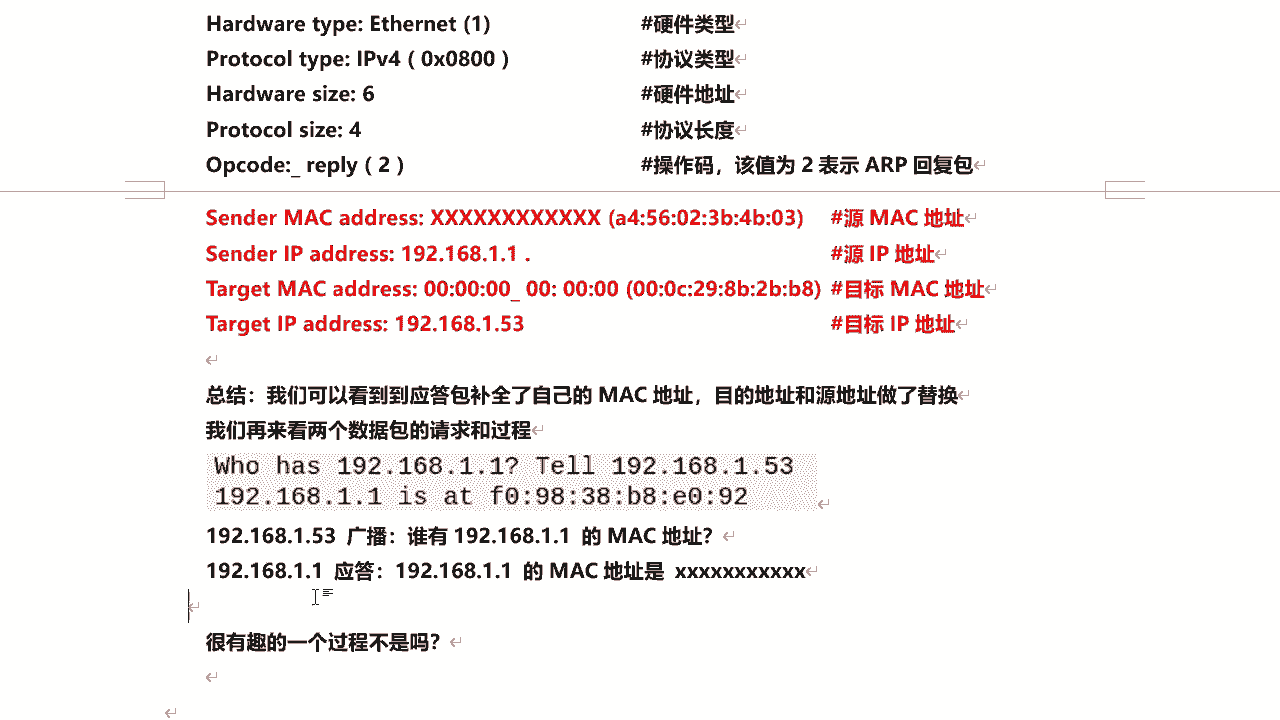 Hardware type: Ethernet (1) #硬件类型
Protocol type: IPv4 ( 0x0800 ) #协议类型
Hardware size: 6 #硬件地址
Protocol size: 4 #协议长度
Opcode:_ reply ( 2 ) #操作码，该值为 2 表示 ARP 回复包
Sender MAC address: XXXXXXXXXXXX (a4:56:02:3b:4b:03) #源 MAC 地址
Sender IP address: 192.168.1.1 . #源 IP 地址
Target MAC address: 00:00:00_ 00: 00:00 (00:0c:29:8b:2b:b8) #目标 MAC 地址
Target IP address: 192.168.1.53 #目标 IP 地址
总结：我们可以看到到应答包补全了自己的 MAC 地址，目的地址和源地址做了替换
我们再来看两个数据包的请求和过程
Who has 192.168.1.1? Tell 192.168.1.53
192.168.1.1 is at f0:98:38:b8:e0:92
192.168.1.53 广播：谁有 192.168.1.1 的 MAC 地址？
192.168.1.1 应答：192.168.1.1 的 MAC 地址是 xxxxxxxxxxx
很有趣的一个过程不是吗？